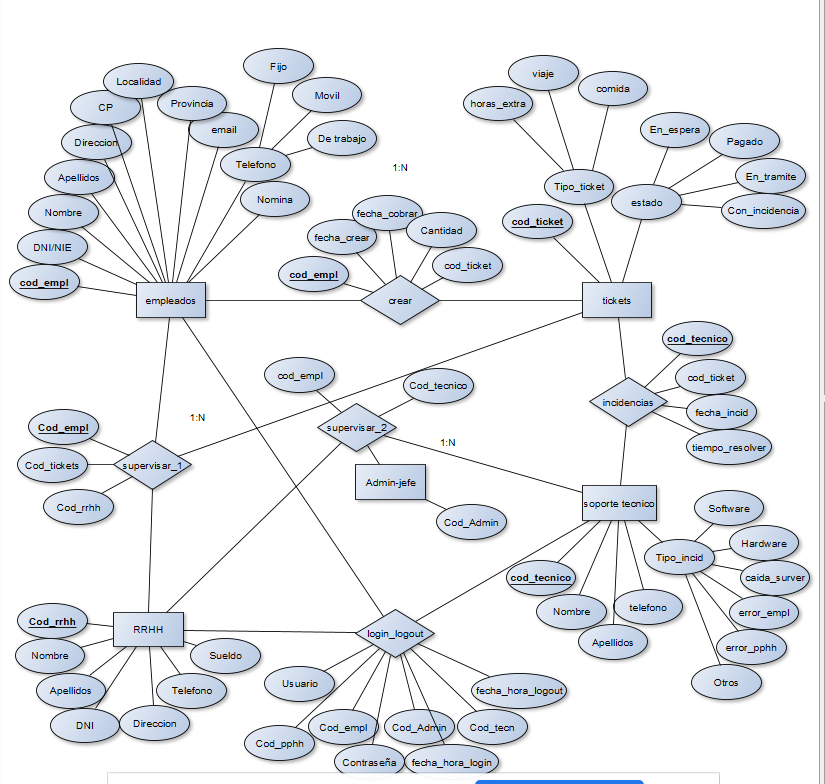 Fijo
viaje
Localidad
comida
Movil
CP
Provincia
horas_extra
email
En_espera
De trabajo
Direccion
Pagado
Telefono
1:N
Apellidos
En_tramite
Tipo_ticket
Nomina
estado
Nombre
fecha_cobrar
Con_incidencia
cod_ticket
Cantidad
fecha_crear
DNI/NIE
cod_ticket
cod_empl
cod_empl
empleados
crear
tickets
cod_tecnico
cod_empl
cod_ticket
Cod_tecnico
incidencias
fecha_incid
1:N
Cod_empl
supervisar_2
1:N
tiempo_resolver
Cod_tickets
supervisar_1
Admin-jefe
soporte tecnico
Cod_rrhh
Software
Cod_Admin
Hardware
Tipo_incid
cod_tecnico
caida_surver
telefono
Nombre
error_empl
Cod_rrhh
RRHH
login_logout
Apellidos
error_pphh
Nombre
Sueldo
Usuario
Otros
Apellidos
Telefono
fecha_hora_logout
DNI
Direccion
Cod_empl
Cod_Admin
Cod_tecn
Cod_pphh
Contraseña
fecha_hora_login